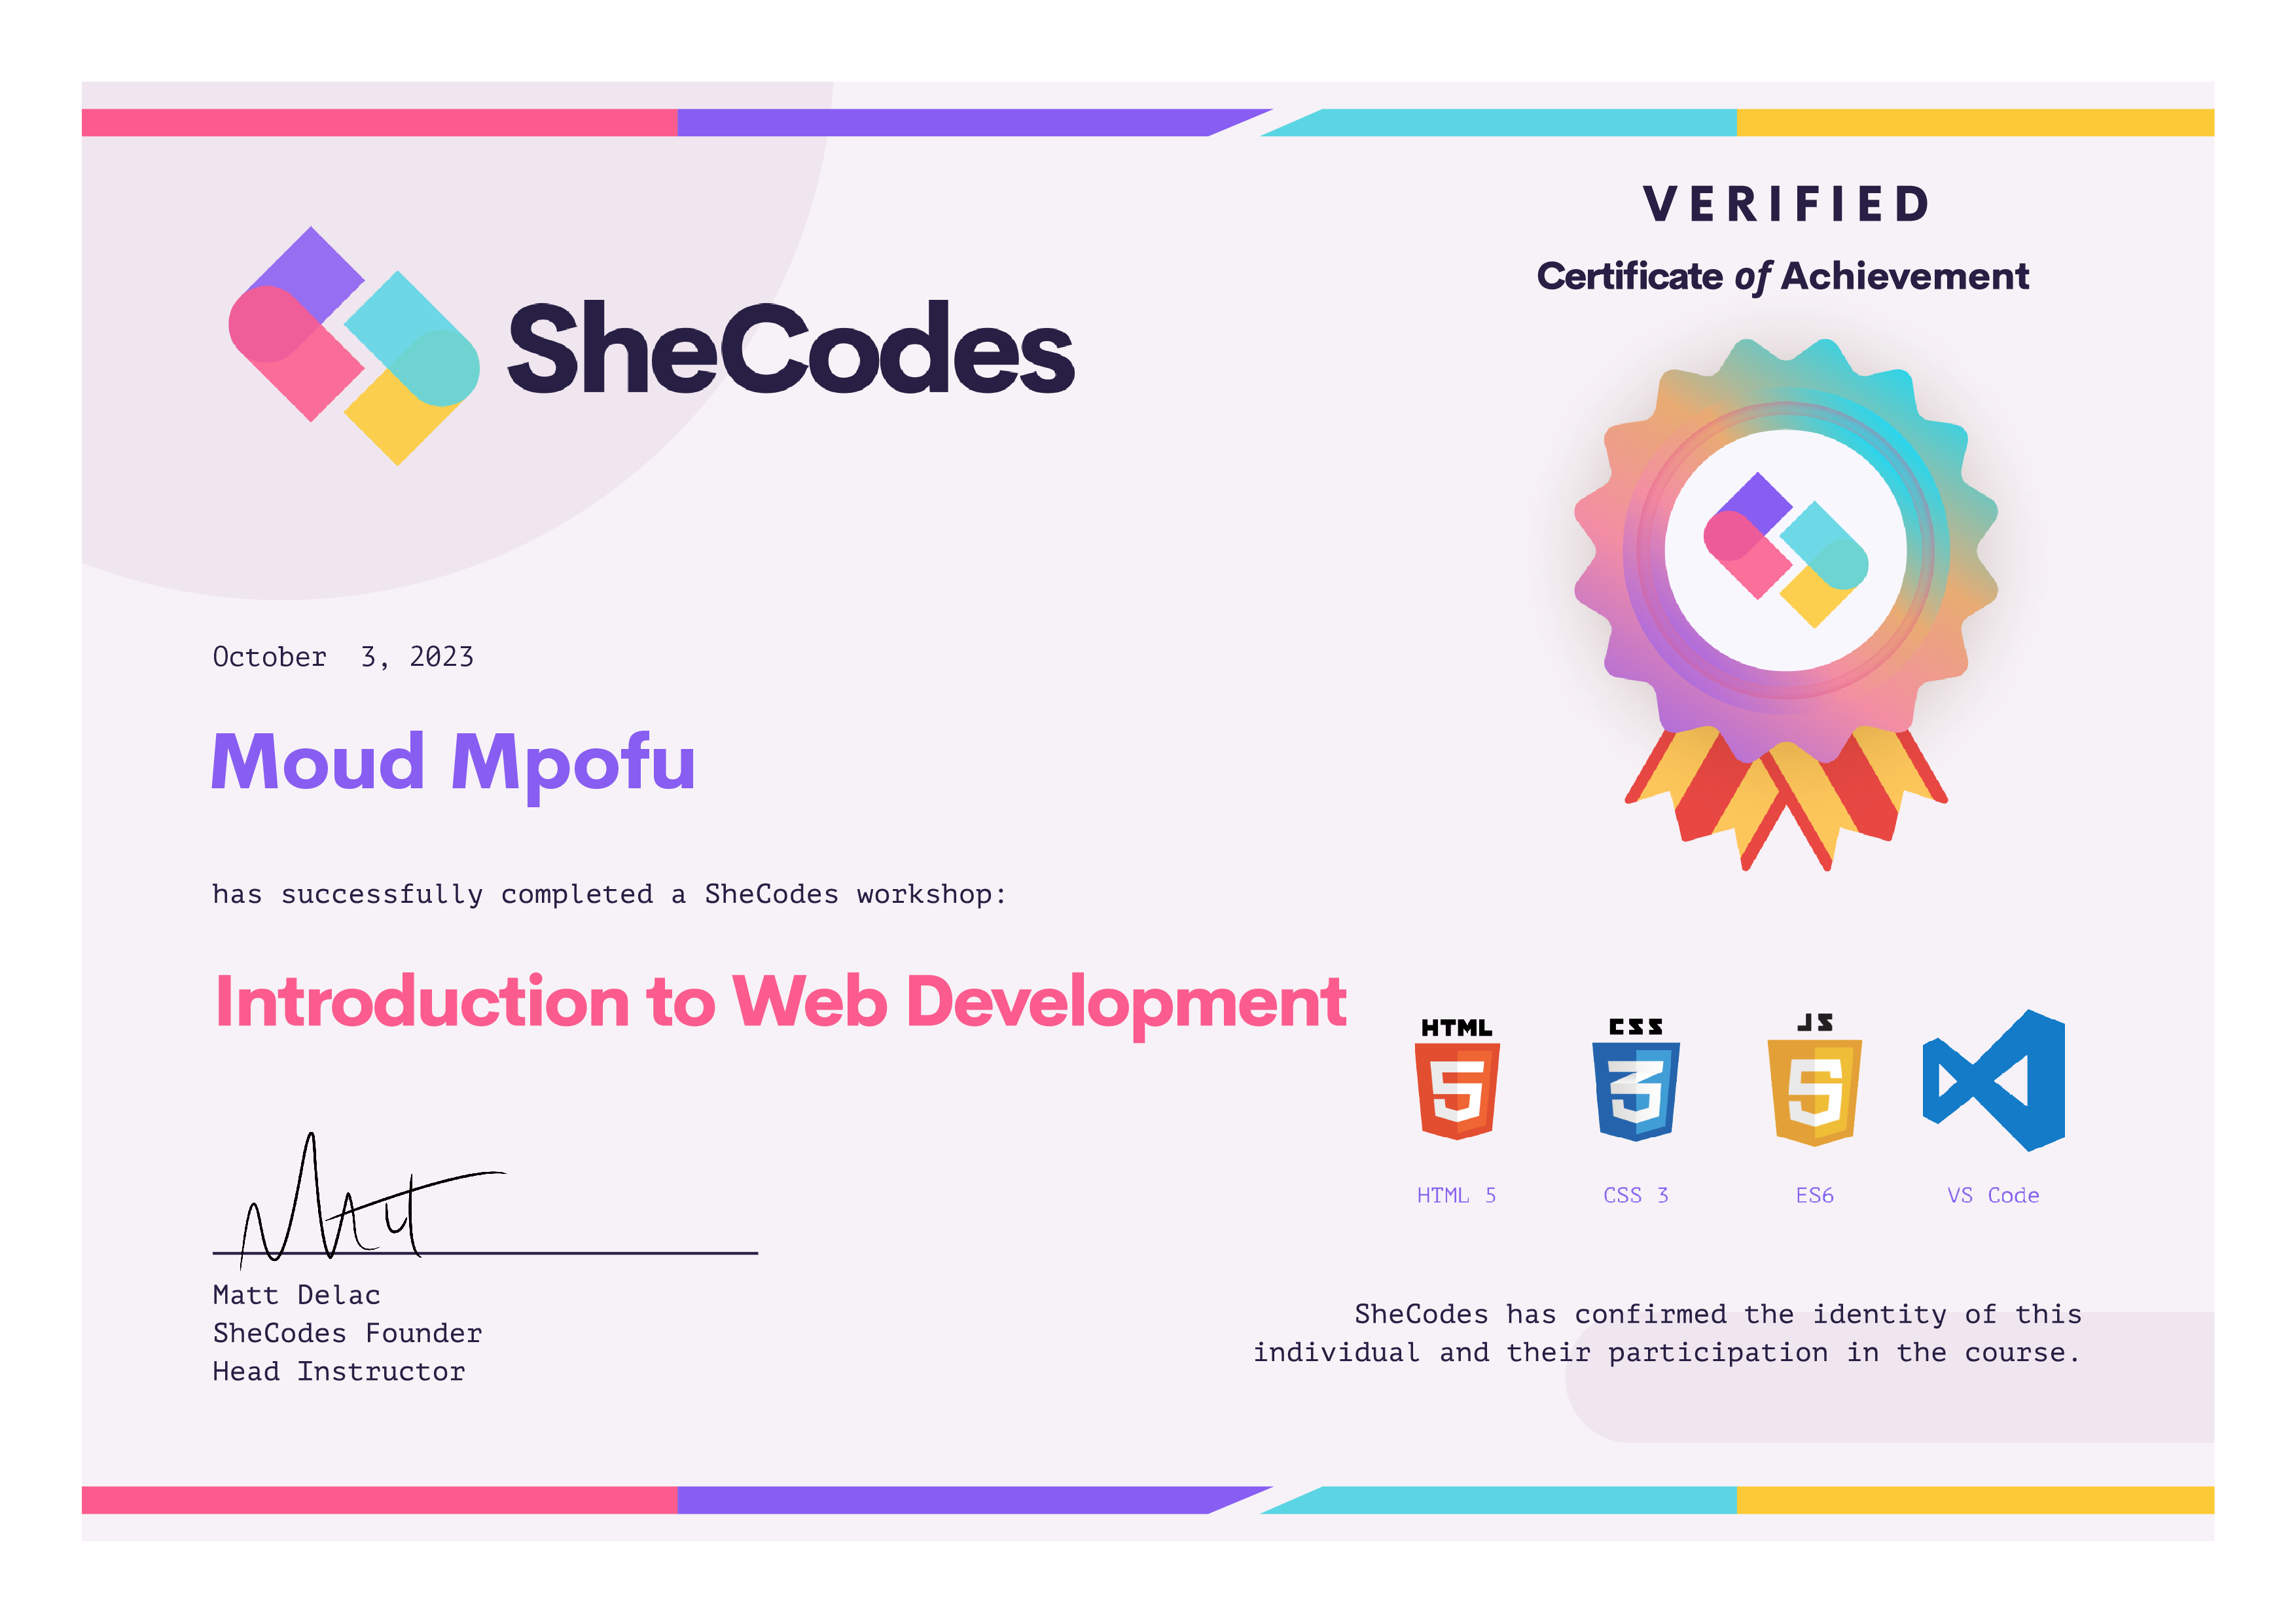 VERIFIED
Certificate of Achievement
SheCodes
October 3, 2023
Moud Mpofu
has successfully completed a SheCodes workshop:
Introduction to Web Development
HTML
CSS
JS
HTML 5
CSS 3
ES6
VS Code
Matt
Matt Delac
SheCodes Founder
Head Instructor
SheCodes has confirmed the identity of this
individual and their participation in the course.